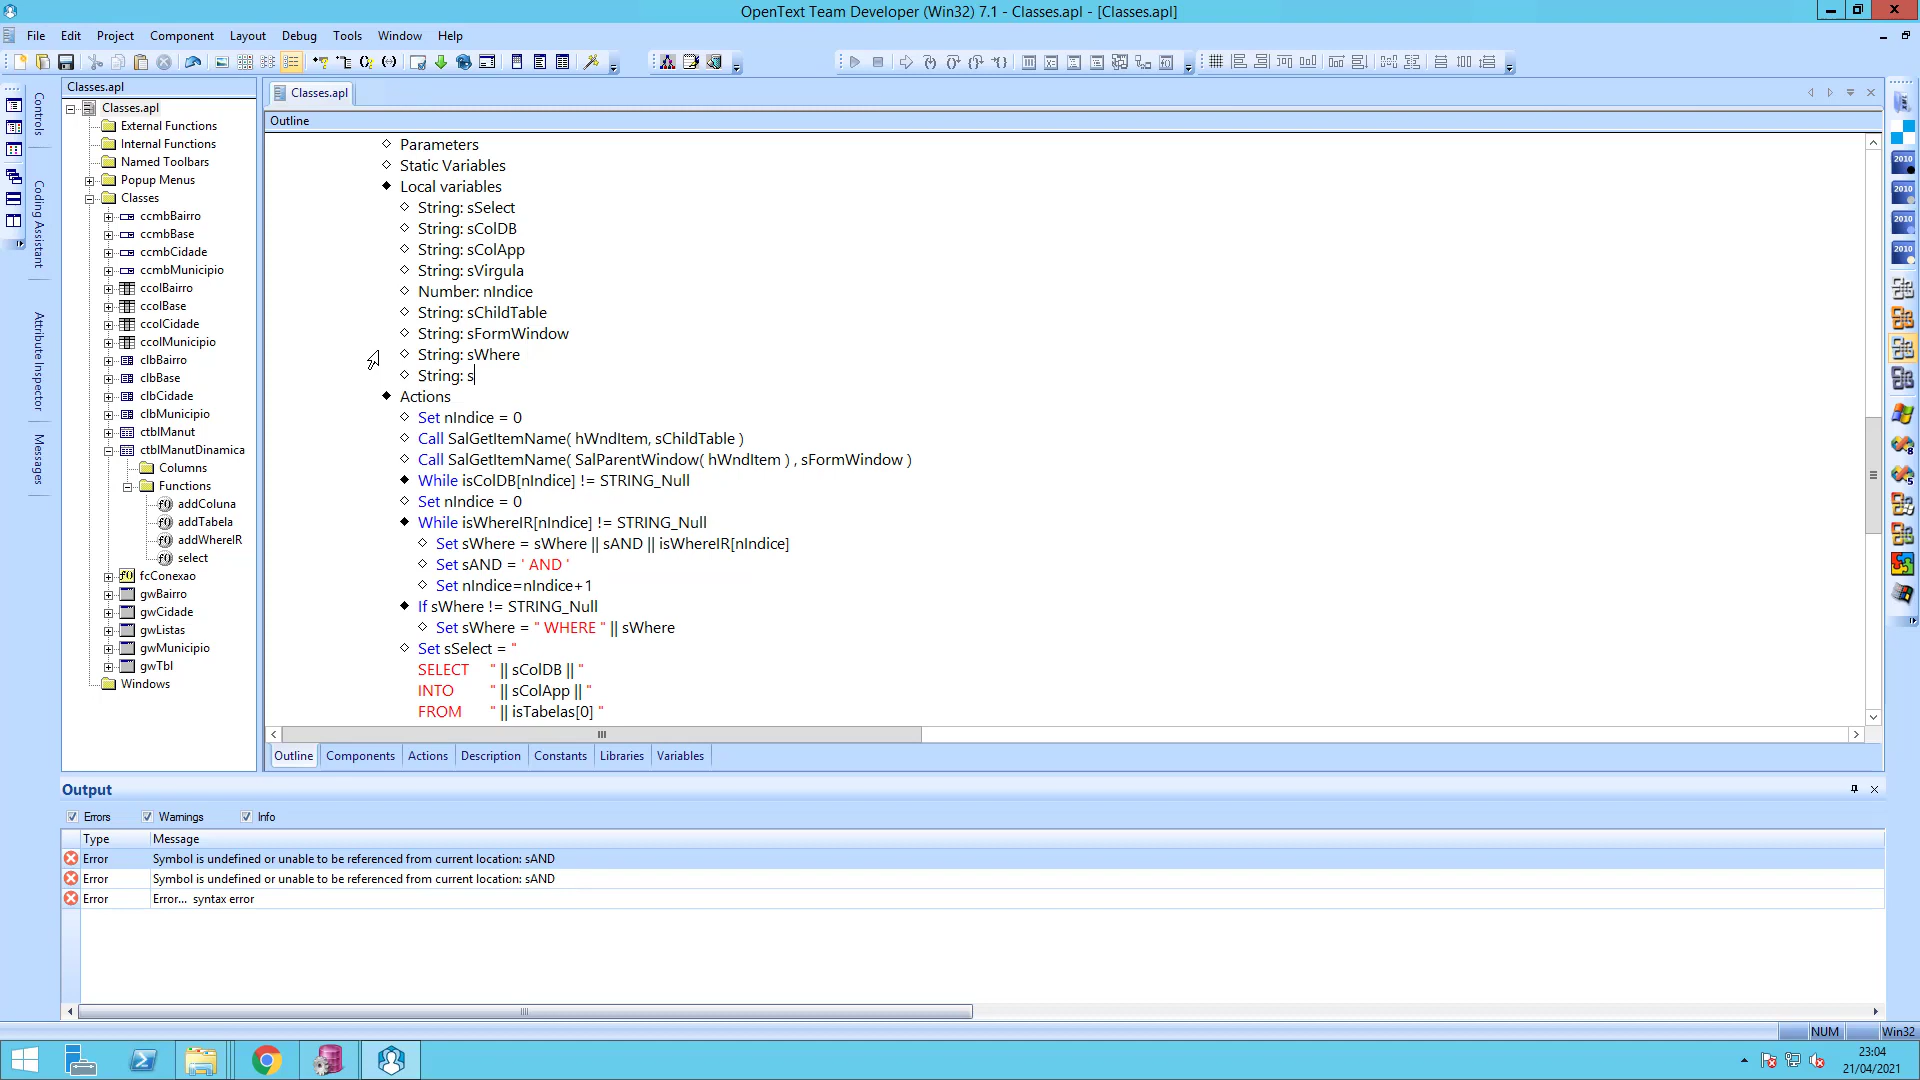 OpenText Team Developer (Win32) 7.1 - Classes.apl - [Classes.apl]
File Edit Project Component Layout Debug Tools Window Help
Controls
Coding Assistant
Attribute Inspector
Messages
Classes.apl
Classes.apl
External Functions
Internal Functions
Named Toolbars
Popup Menus
Classes
ccmbBairro
ccmbBase
ccmbCidade
ccmbMunicipio
ccolBairro
ccolBase
ccolCidade
ccolMunicipio
clbBairro
clbBase
clbCidade
clbMunicipio
ctblManut
ctblManutDinamica
Columns
Functions
addColuna
addTabela
addWhereIR
select
fcConexao
gwBairro
gwCidade
gwListas
gwMunicipio
gwTbl
Windows
Classes.apl
Outline
Parameters
Static Variables
Local variables
String: sSelect
String: sColDB
String: sColApp
String: sVirgula
Number: nIndice
String: sChildTable
String: sFormWindow
String: sWhere
String: s
Actions
Set nIndice = 0
Call SalGetItemName( hWndItem, sChildTable )
Call SalGetItemName( SalParentWindow( hWndItem ) , sFormWindow )
While isColDB[nIndice] != STRING_Null
Set nIndice = 0
While isWhereIR[nIndice] != STRING_Null
Set sWhere = sWhere || sAND || isWhereIR[nIndice]
Set sAND = ' AND '
Set nIndice=nIndice+1
If sWhere != STRING_Null
Set sWhere = " WHERE " || sWhere
Set sSelect = "
SELECT " || sColDB || "
INTO " || sColApp || "
FROM " || isTabelas[0] "
Outline Components Actions Description Constants Libraries Variables
Output
Errors Warnings Info
Type Message
Error Symbol is undefined or unable to be referenced from current location: sAND
Error Symbol is undefined or unable to be referenced from current location: sAND
Error Error... syntax error
NUM Win32
23:04
21/04/2021
2010
2010
2010
2010